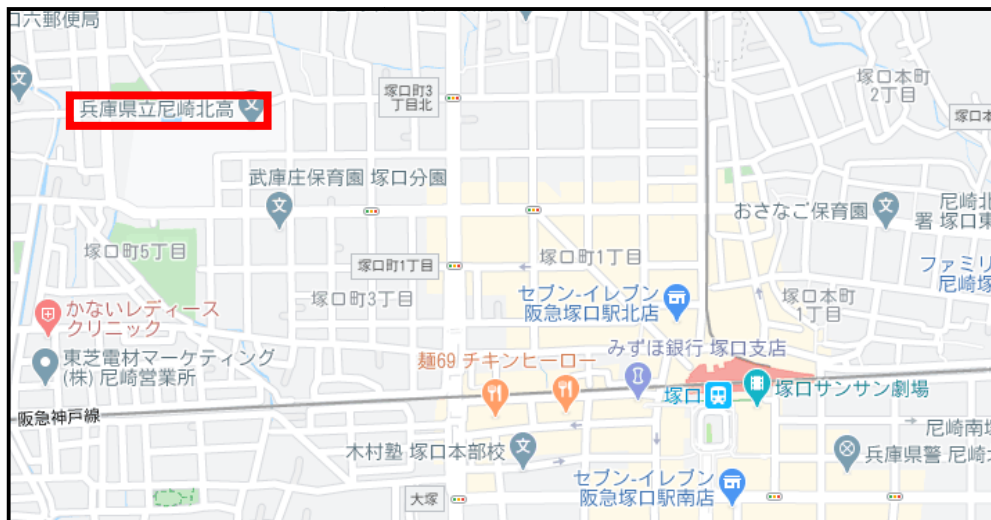 口六郵便局
兵庫県立尼崎北高
塚口町3
丁目北
塚口本町
2丁目
塚口本
武庫庄保育園 塚口分園
おさなご保育園
尼崎北
署 塚口東
塚口町5丁目
塚口町1丁目
塚口町1丁目
ファミリ
尼崎塚
塚口町3丁目
セブン-イレブン
阪急塚口駅北店
塚口本町
1丁目
かないレディース
クリニック
東芝電材マーケティング
(株) 尼崎営業所
麺69 チキンヒーロー
みずほ銀行 塚口支店
塚口
塚口サンサン劇場
阪急神戸線
木村塾 塚口本部校
尼崎南塚
兵庫県警 尼崎北
セブン-イレブン
阪急塚口駅南店
大塚